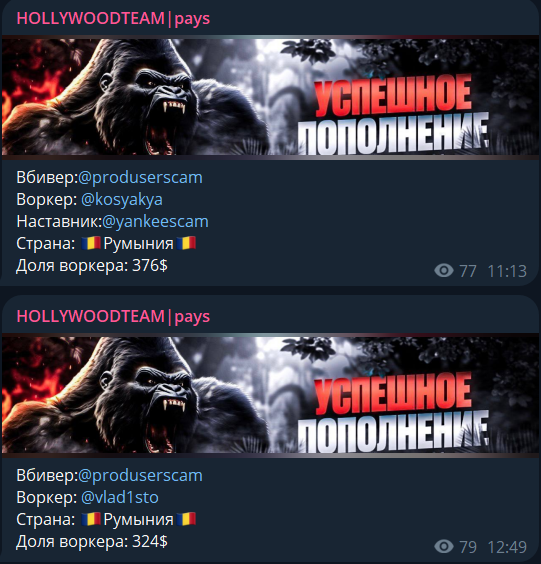 HOLLYWOODTEAM|pays
УСПЕШНОЕ
ПОПОЛНЕНИЕ
Вбивер:@produserscam
Воркер: @kosyakya
Наставник:@yankeescam
Страна: 🇷🇴Румыния🇷🇴
Доля воркера: 376$
77 11:13
HOLLYWOODTEAM|pays
УСПЕШНОЕ
ПОПОЛНЕНИЕ
Вбивер:@produserscam
Воркер: @vlad1sto
Страна: 🇷🇴Румыния🇷🇴
Доля воркера: 324$
79 12:49